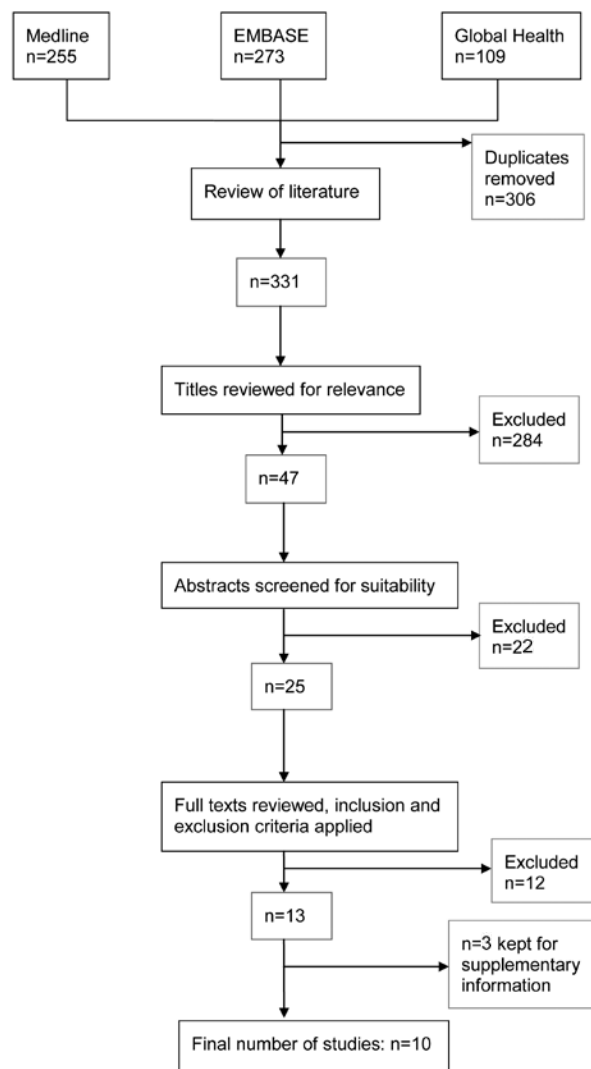 Medline
n=255
EMBASE
n=273
Global Health
n=109
Duplicates
removed
n=306
Review of literature
n=331
Titles reviewed for relevance
Excluded
n=284
n=47
Abstracts screened for suitability
Excluded
n=22
n=25
Full texts reviewed, inclusion and
exclusion criteria applied
Excluded
n=12
n=13
n=3 kept for
supplementary
information
Final number of studies: n=10